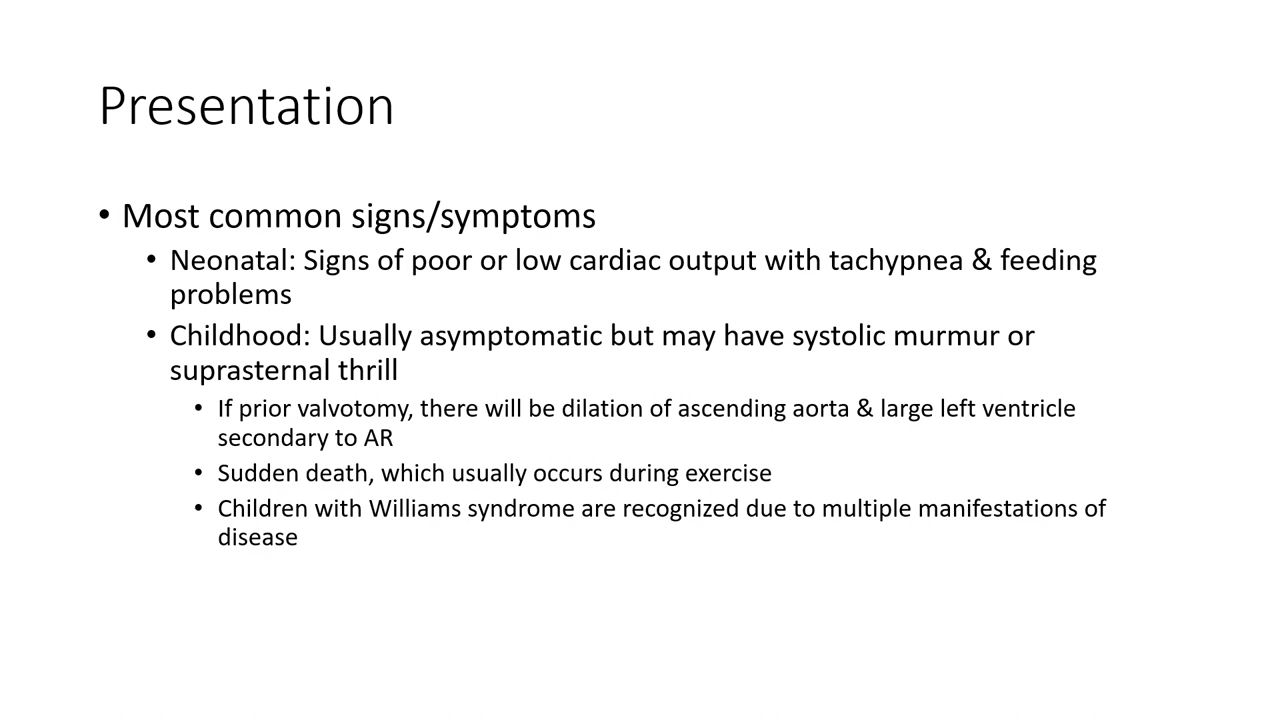 Presentation
• Most common signs/symptoms
• Neonatal: Signs of poor or low cardiac output with tachypnea & feeding
problems
• Childhood: Usually asymptomatic but may have systolic murmur or
suprasternal thrill
• If prior valvotomy, there will be dilation of ascending aorta & large left ventricle
secondary to AR
• Sudden death, which usually occurs during exercise
• Children with Williams syndrome are recognized due to multiple manifestations of
disease